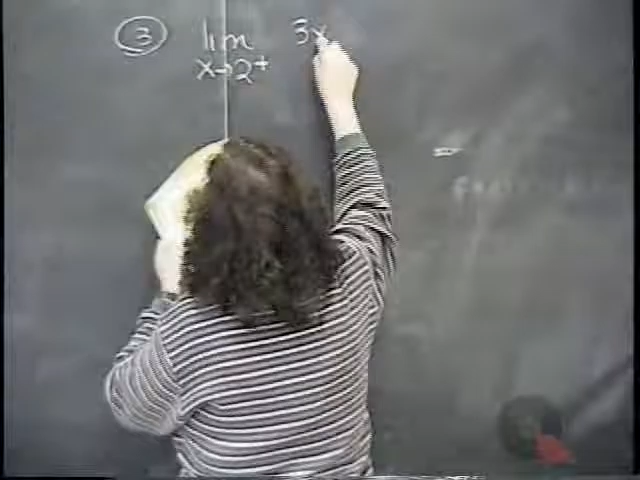 ③ lim 3x
x→2⁺